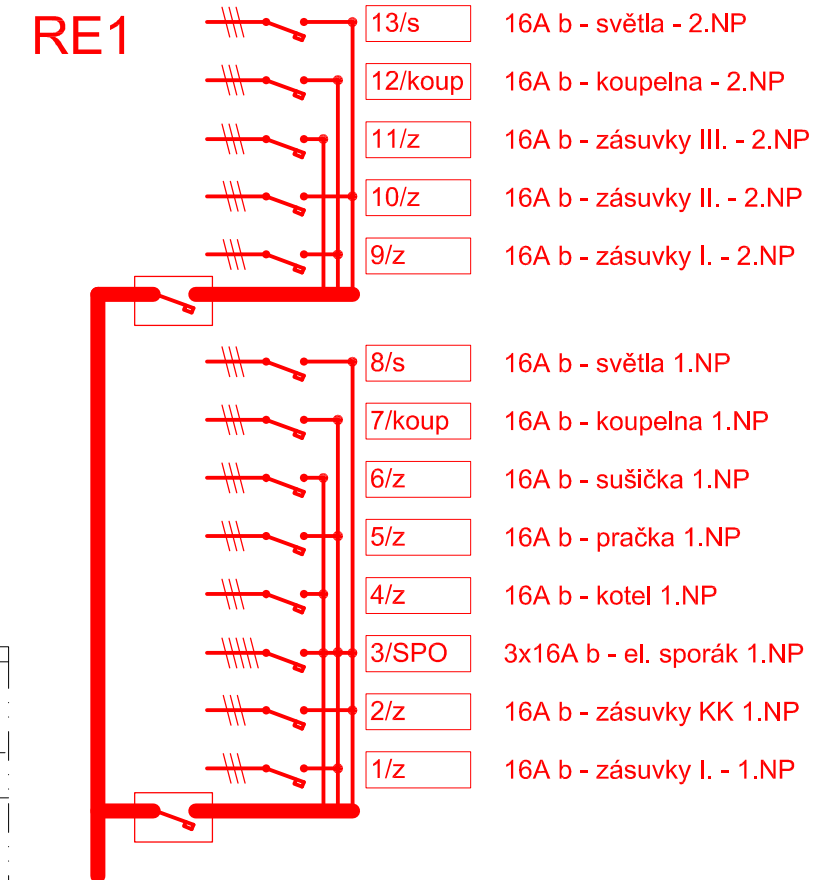 RE1
13/s 16A b - světla - 2.NP
12/koup 16A b - koupelna - 2.NP
11/z 16A b - zásuvky III. - 2.NP
10/z 16A b - zásuvky II. - 2.NP
9/z 16A b - zásuvky I. - 2.NP
8/s 16A b - světla 1.NP
7/koup 16A b - koupelna 1.NP
6/z 16A b - sušička 1.NP
5/z 16A b - pračka 1.NP
4/z 16A b - kotel 1.NP
3/SPO 3x16A b - el. sporák 1.NP
2/z 16A b - zásuvky KK 1.NP
1/z 16A b - zásuvky I. - 1.NP